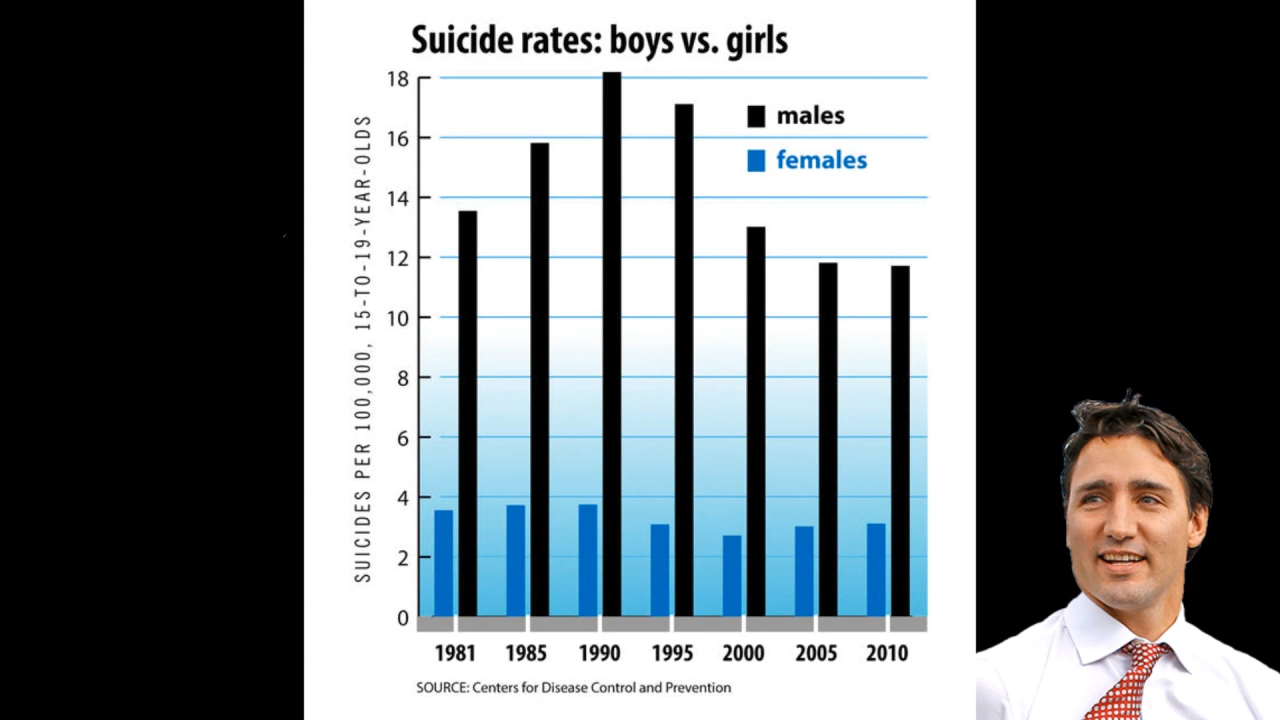 Suicide rates: boys vs. girls
SUICIDES PER 100,000, 15-TO-19-YEAR-OLDS
18
16
14
12
10
8
6
4
2
0
males
females
1981 1985 1990 1995 2000 2005 2010
SOURCE: Centers for Disease Control and Prevention